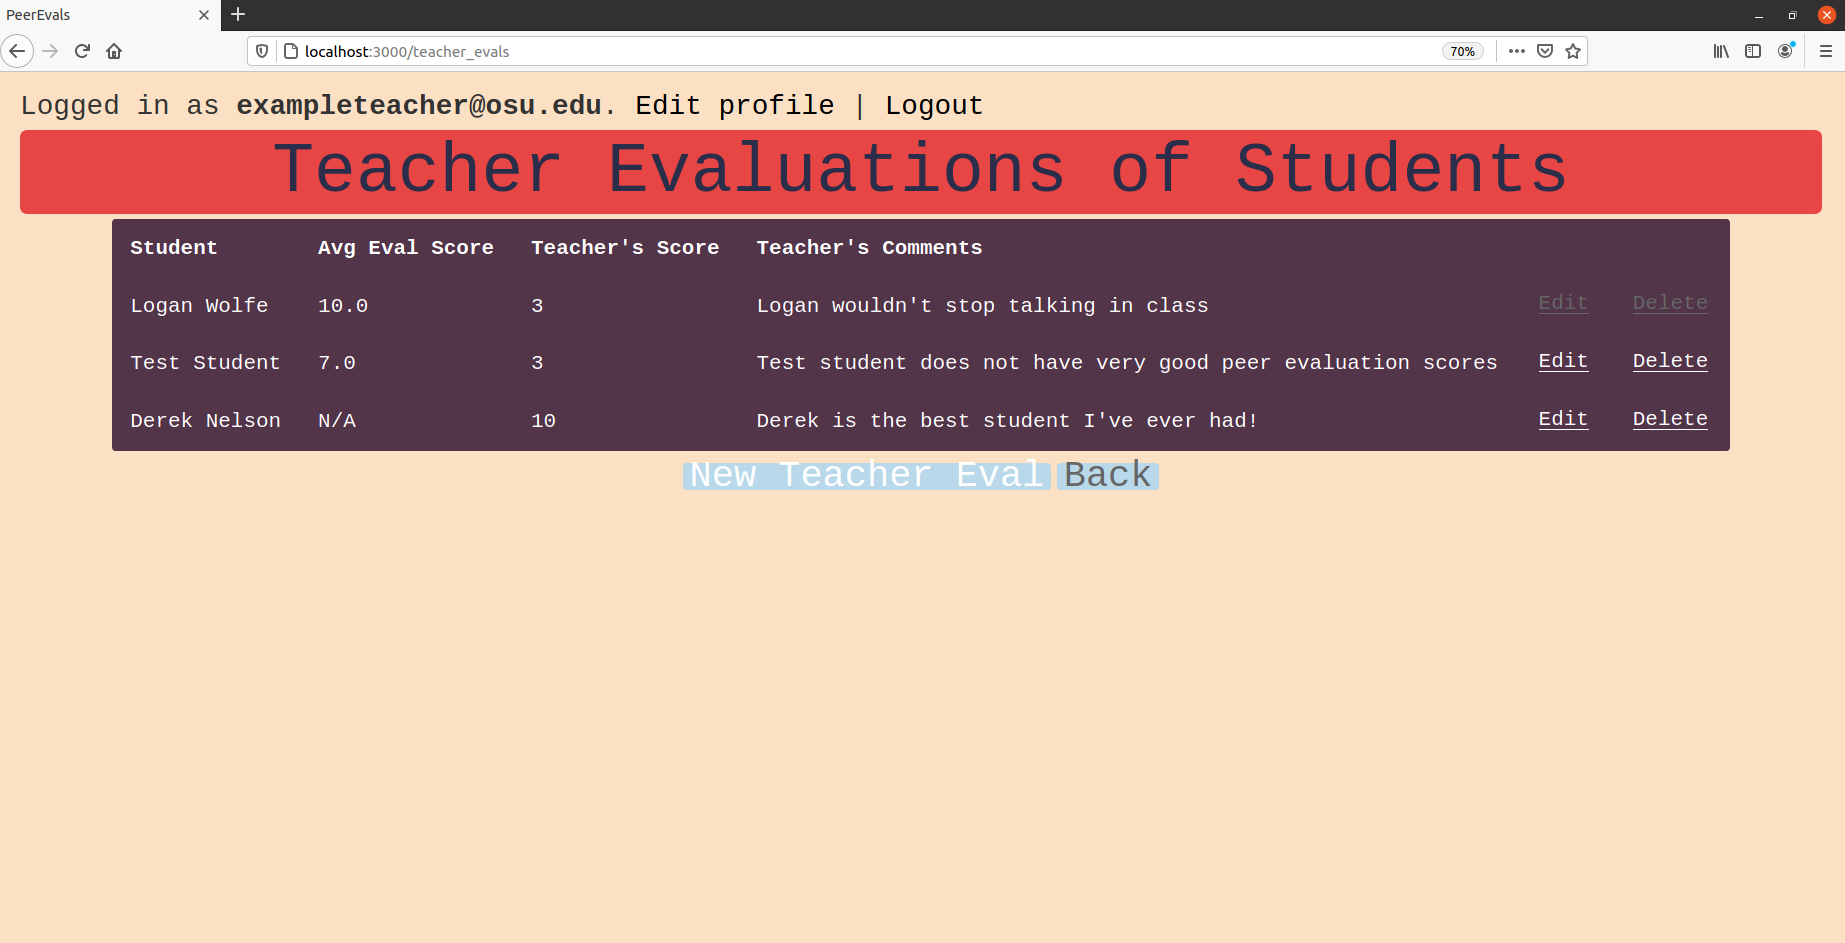 PeerEvals
localhost:3000/teacher_evals 70%
Logged in as exampleteacher@osu.edu. Edit profile | Logout
Teacher Evaluations of Students
Student Avg Eval Score Teacher's Score Teacher's Comments
Logan Wolfe 10.0 3 Logan wouldn't stop talking in class Edit Delete
Test Student 7.0 3 Test student does not have very good peer evaluation scores Edit Delete
Derek Nelson N/A 10 Derek is the best student I've ever had! Edit Delete
New Teacher Eval Back